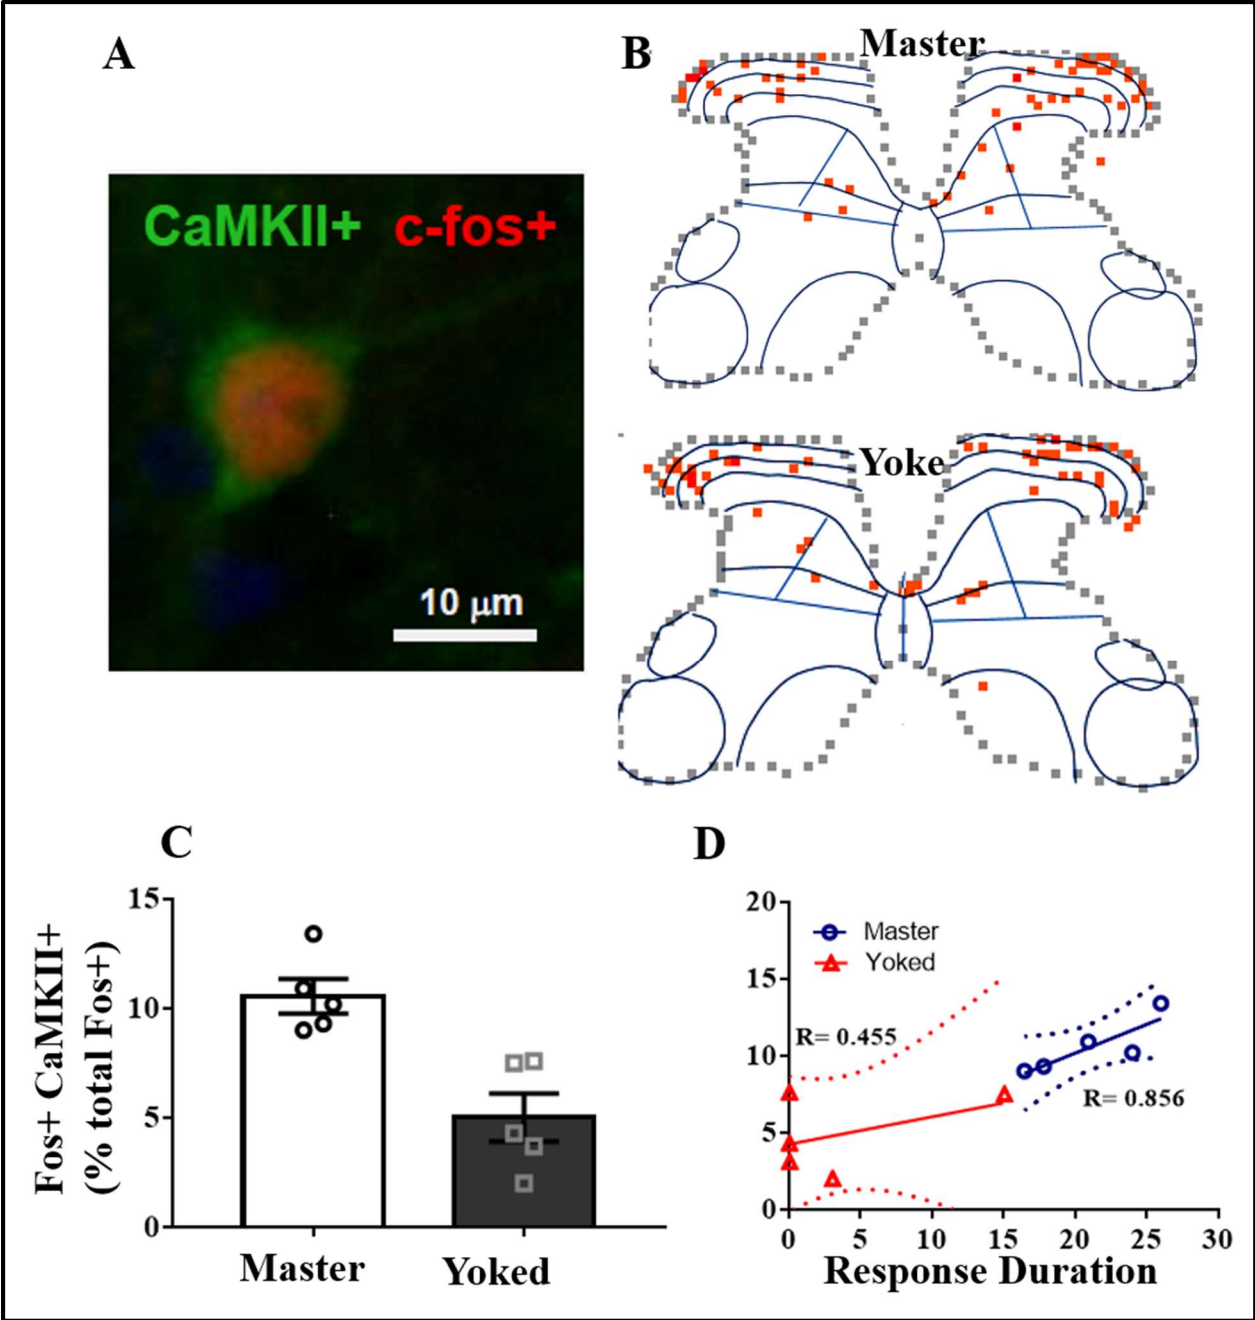 A
B
Master
CaMKII+ c-fos+
10 μm
Yoke
C
Fos+ CaMKII+
(% total Fos+)
15
10
5
0
Master
Yoked
D
20
15
10
5
0
Master
Yoked
R= 0.455
R= 0.856
0 5 10 15 20 25 30
Response Duration